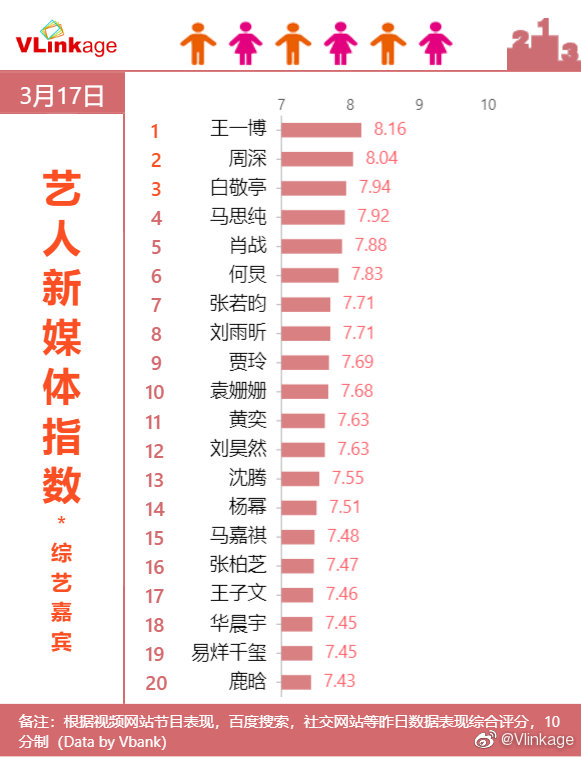 VLinkage
2 1 3
3月17日
艺人新媒体指数
*综艺嘉宾
7 8 9 10
1 王一博 8.16
2 周深 8.04
3 白敬亭 7.94
4 马思纯 7.92
5 肖战 7.88
6 何炅 7.83
7 张若昀 7.71
8 刘雨昕 7.71
9 贾玲 7.69
10 袁姗姗 7.68
11 黄奕 7.63
12 刘昊然 7.63
13 沈腾 7.55
14 杨幂 7.51
15 马嘉祺 7.48
16 张柏芝 7.47
17 王子文 7.46
18 华晨宇 7.45
19 易烊千玺 7.45
20 鹿晗 7.43
备注：根据视频网站节目表现，百度搜索，社交网站等昨日数据表现综合评分，10
分制（Data by Vbank）
@Vlinkage